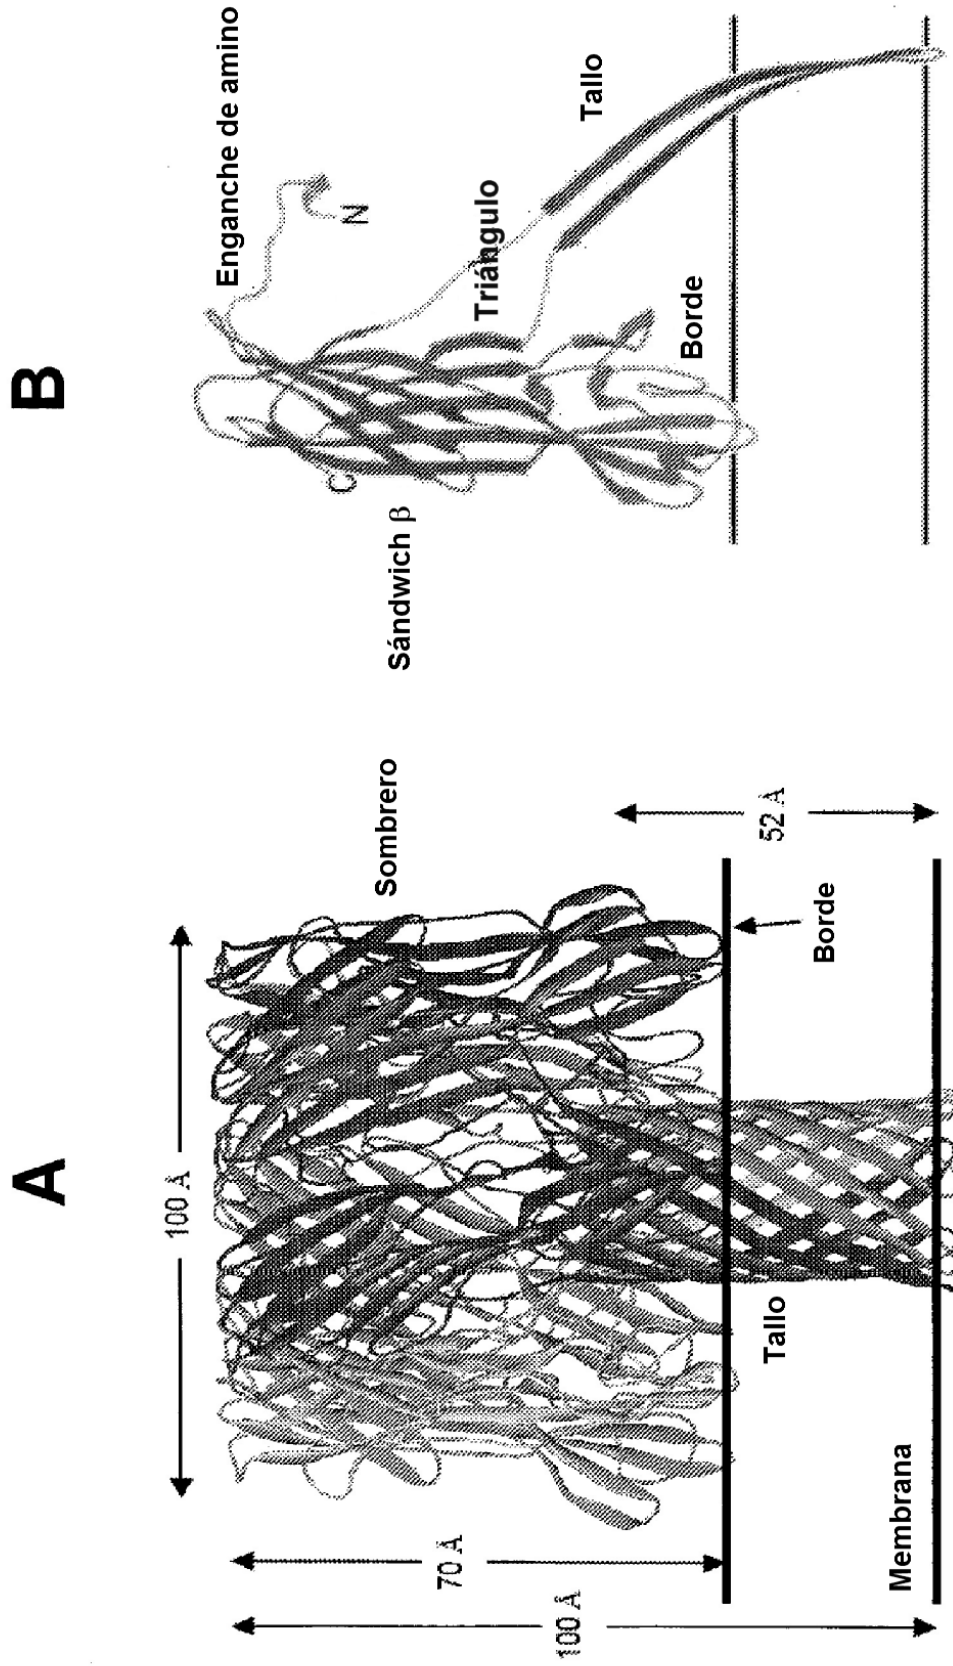 A
100 Å
Sombrero
70 Å
100 Å
52 Å
Borde
Tallo
Membrana
B
Enganche de amino
N
Tallo
Triángulo
C
Sándwich β
Borde